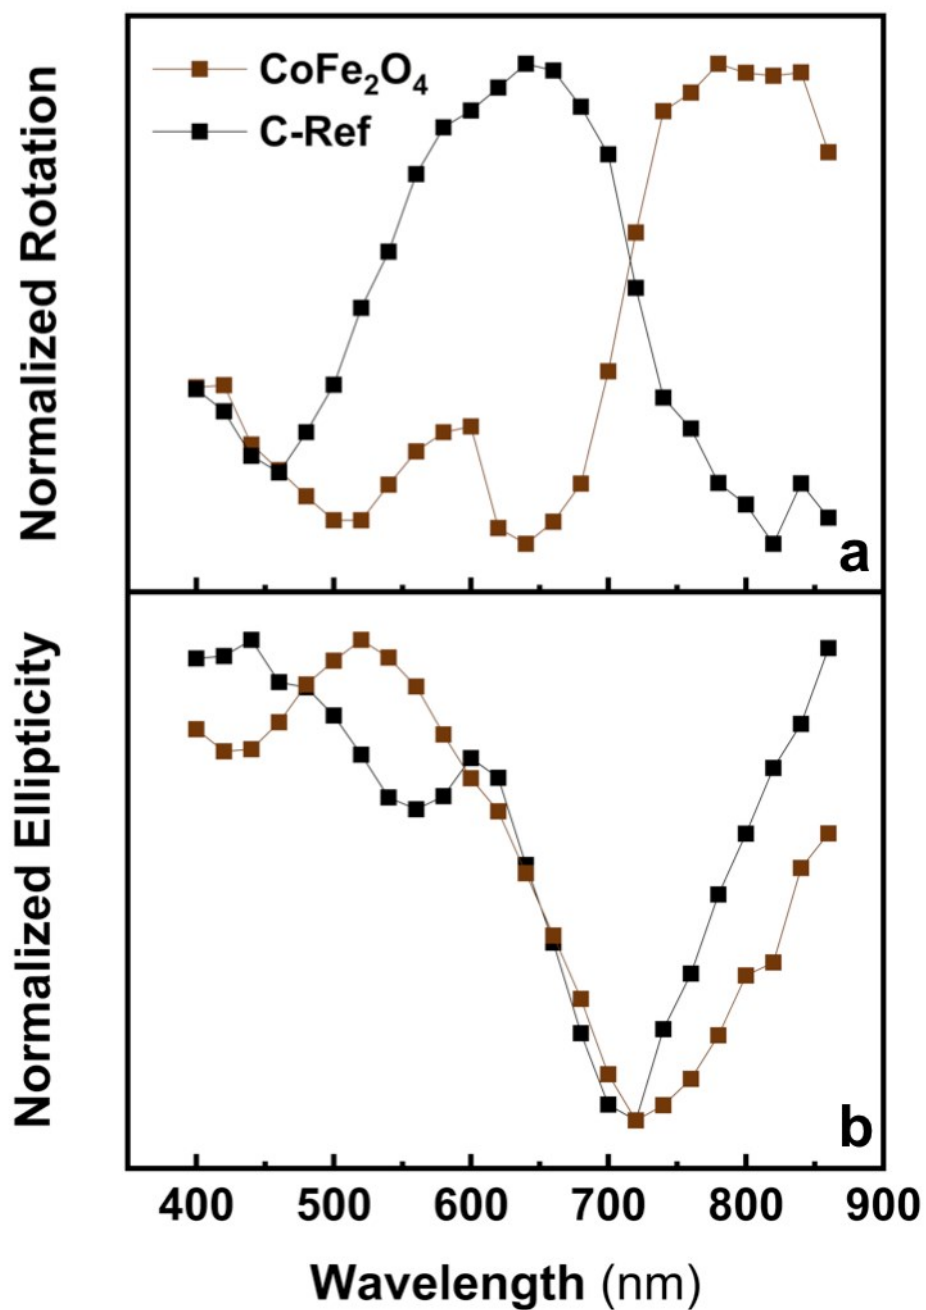 CoFe₂O₄
C-Ref
Normalized Rotation
a
Normalized Ellipticity
b
400 500 600 700 800 900
Wavelength (nm)